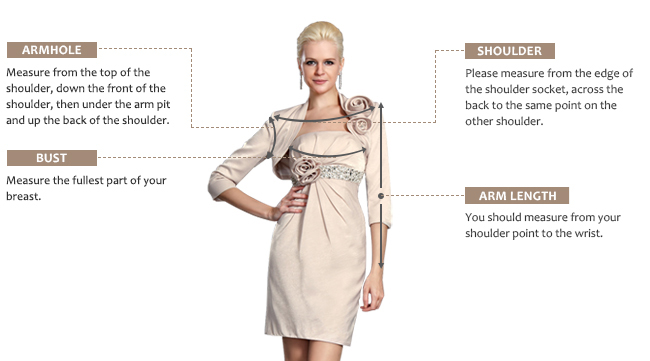 ARMHOLE
Measure from the top of the
shoulder, down the front of the
shoulder, then under the arm pit
and up the back of the shoulder.
BUST
Measure the fullest part of your
breast.
SHOULDER
Please measure from the edge of
the shoulder socket, across the
back to the same point on the
other shoulder.
ARM LENGTH
You should measure from your
shoulder point to the wrist.